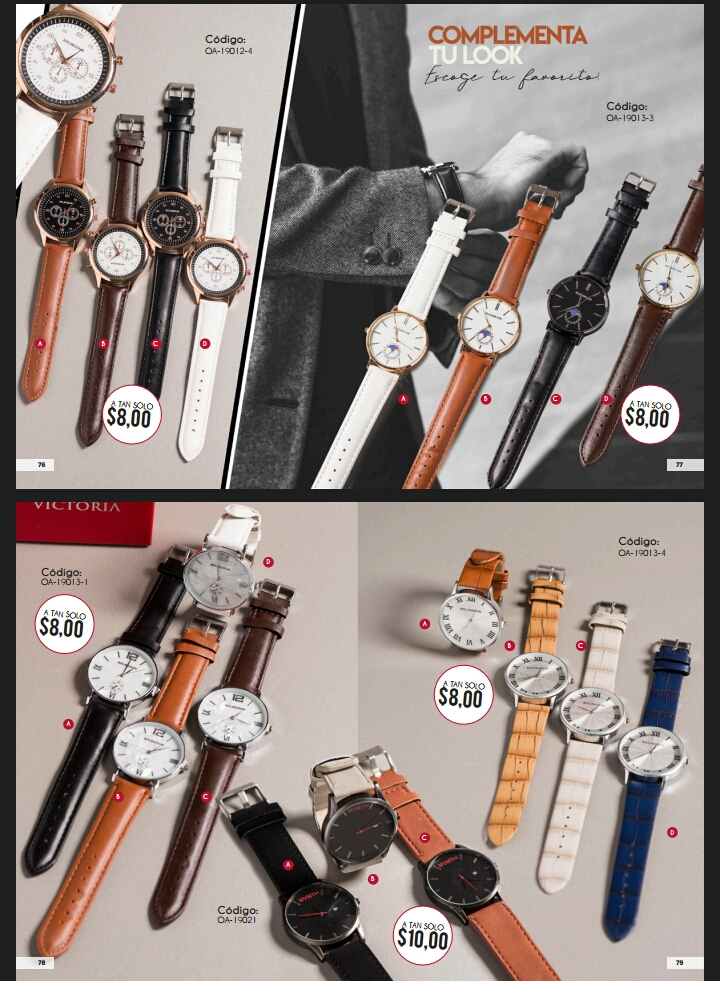 Código:
OA-19012-4
A
B
C
D
A TAN SOLO
$8,00
76
COMPLEMENTA
TU LOOK
Escoge tu favorito!
Código:
OA-19013-3
A
B
C
D
A TAN SOLO
$8,00
77
VICTORIA
Código:
OA-19013-1
A TAN SOLO
$8,00
D
A
B
C
Código:
OA-19021
A
B
C
A TAN SOLO
$10,00
78
Código:
OA-19013-4
A
B
C
D
A TAN SOLO
$8,00
79